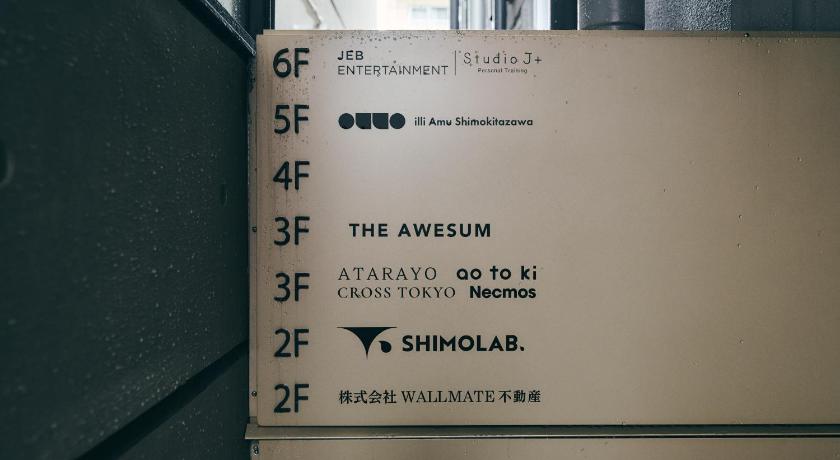 6F JEB ENTERTAINMENT Studio J+ Personal Training
5F illi Amu Shimokitazawa
4F
3F THE AWESUM
3F ATARAYO ao to ki
CROSS TOKYO Necmos
2F SHIMOLAB.
2F 株式会社 WALLMATE 不動産